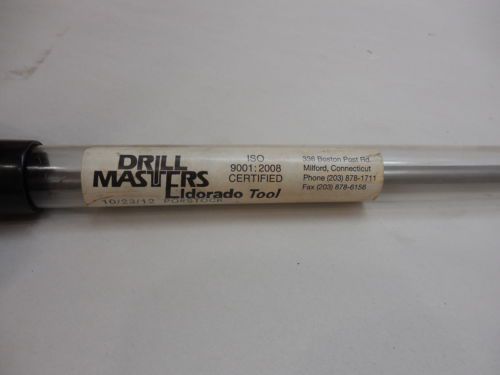 DRILL
MASTERS
Eldorado Tool
10/23/12 PORSTOCK
ISO
9001:2008
CERTIFIED
336 Boston Post Rd.
Milford, Connecticut
Phone (203) 878-1711
Fax (203) 878-6156